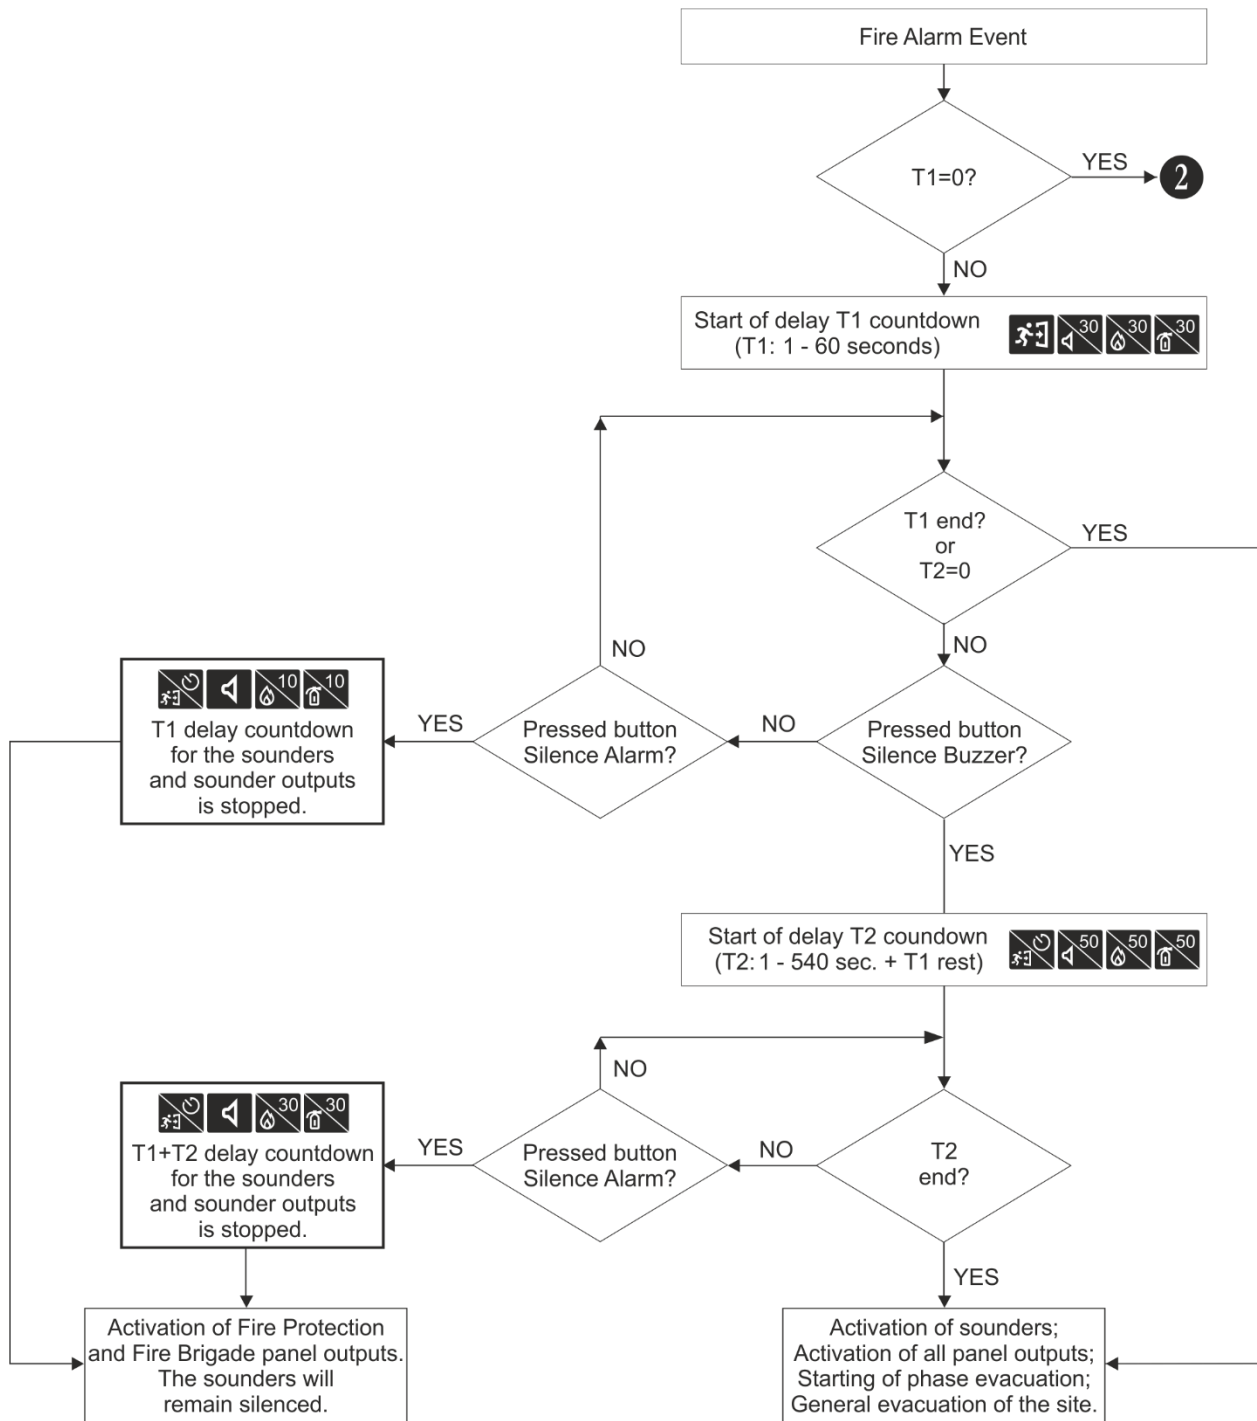 Fire Alarm Event
T1=0?
YES
2
NO
Start of delay T1 countdown
(T1: 1 - 60 seconds)
30
30
30
T1 end?
or
T2=0
YES
NO
Pressed button
Silence Buzzer?
NO
Pressed button
Silence Alarm?
NO
YES
10
10
T1 delay countdown
for the sounders
and sounder outputs
is stopped.
YES
Start of delay T2 coundown
(T2: 1 - 540 sec. + T1 rest)
50
50
50
T2
end?
NO
Pressed button
Silence Alarm?
NO
YES
30
30
T1+T2 delay countdown
for the sounders
and sounder outputs
is stopped.
YES
Activation of Fire Protection
and Fire Brigade panel outputs.
The sounders will
remain silenced.
Activation of sounders;
Activation of all panel outputs;
Starting of phase evacuation;
General evacuation of the site.